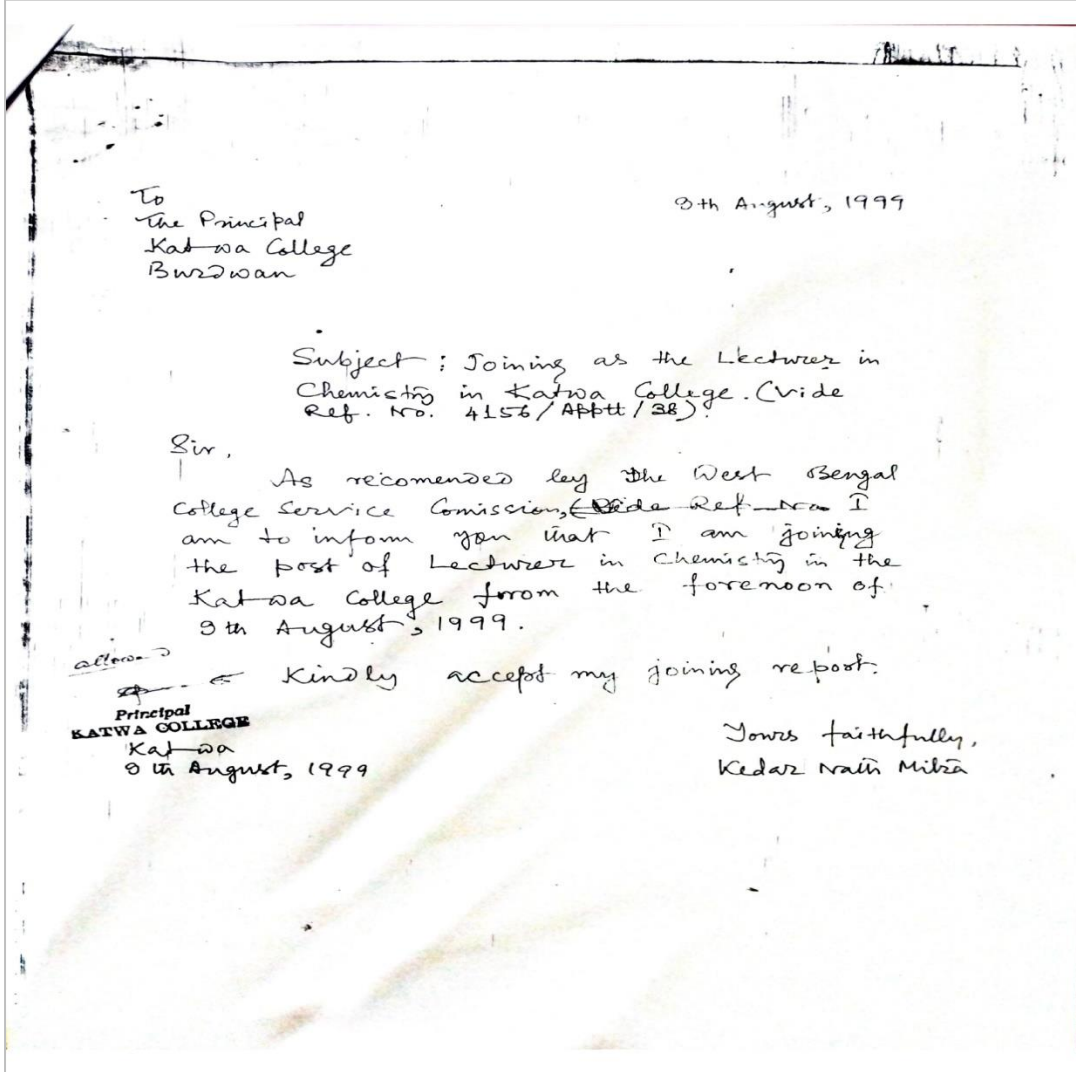 To
9th August, 1999
The Principal
Katwa College
Burdwan
Subject : Joining as the Lecturer in
Chemistry in Katwa College. (Vide
Ref. No. 4156/Apptt/38).
Sir,
As recomended by the West Bengal
College Service Comission, (Vide Ref. No. I
am to inform you that I am joining
the post of Lecturer in Chemistry in the
Katwa College from the forenoon of
9th August, 1999.
allowed
Kindly accept my joining report.
Principal
KATWA COLLEGE
Katwa
9th August, 1999
Yours faithfully,
Kedar Nath Mitra